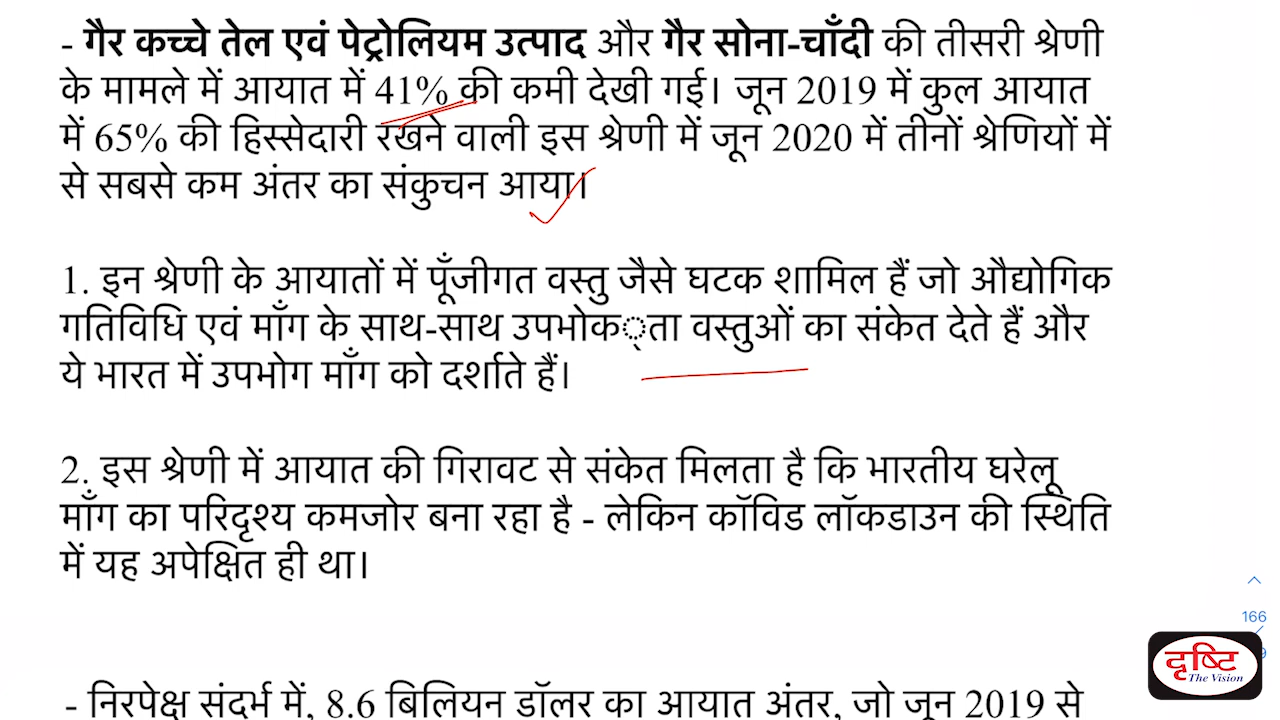 - गैर कच्चे तेल एवं पेट्रोलियम उत्पाद और गैर सोना-चाँदी की तीसरी श्रेणी
के मामले में आयात में 41% की कमी देखी गई। जून 2019 में कुल आयात
में 65% की हिस्सेदारी रखने वाली इस श्रेणी में जून 2020 में तीनों श्रेणियों में
से सबसे कम अंतर का संकुचन आया।
1. इन श्रेणी के आयातों में पूँजीगत वस्तु जैसे घटक शामिल हैं जो औद्योगिक
गतिविधि एवं माँग के साथ-साथ उपभोक़्ता वस्तुओं का संकेत देते हैं और
ये भारत में उपभोग माँग को दर्शाते हैं।
2. इस श्रेणी में आयात की गिरावट से संकेत मिलता है कि भारतीय घरेलू
माँग का परिदृश्य कमजोर बना रहा है - लेकिन कॉविड लॉकडाउन की स्थिति
में यह अपेक्षित ही था।
166
दृष्टि
The Vision
- निरपेक्ष संदर्भ में, 8.6 बिलियन डॉलर का आयात अंतर, जो जून 2019 से